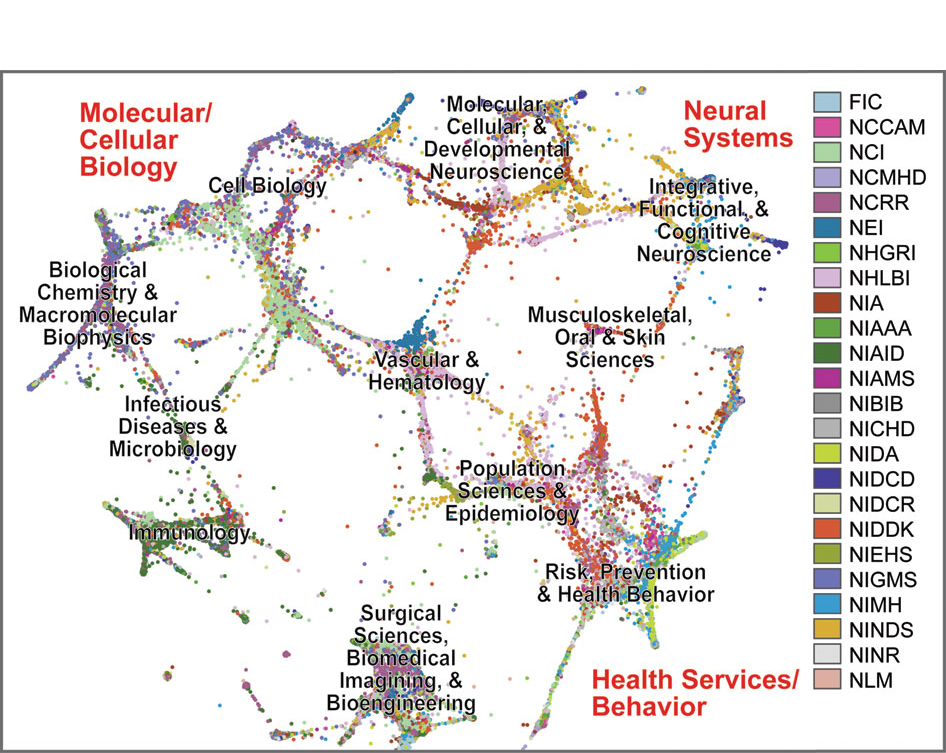 Molecular/
Cellular
Biology
Molecular,
Cellular, &
Developmental
Neuroscience
Neural
Systems
Cell Biology
Integrative,
Functional, &
Cognitive
Neuroscience
Biological
Chemistry &
Macromolecular
Biophysics
Musculoskeletal,
Oral & Skin
Sciences
Vascular &
Hematology
Infectious
Diseases &
Microbiology
Population
Sciences &
Epidemiology
Immunology
Risk, Prevention
& Health Behavior
Surgical
Sciences,
Biomedical
Imagining, &
Bioengineering
Health Services/
Behavior
FIC
NCCAM
NCI
NCMHD
NCRR
NEI
NHGRI
NHLBI
NIA
NIAAA
NIAID
NIAMS
NIBIB
NICHD
NIDA
NIDCD
NIDCR
NIDDK
NIEHS
NIGMS
NIMH
NINDS
NINR
NLM